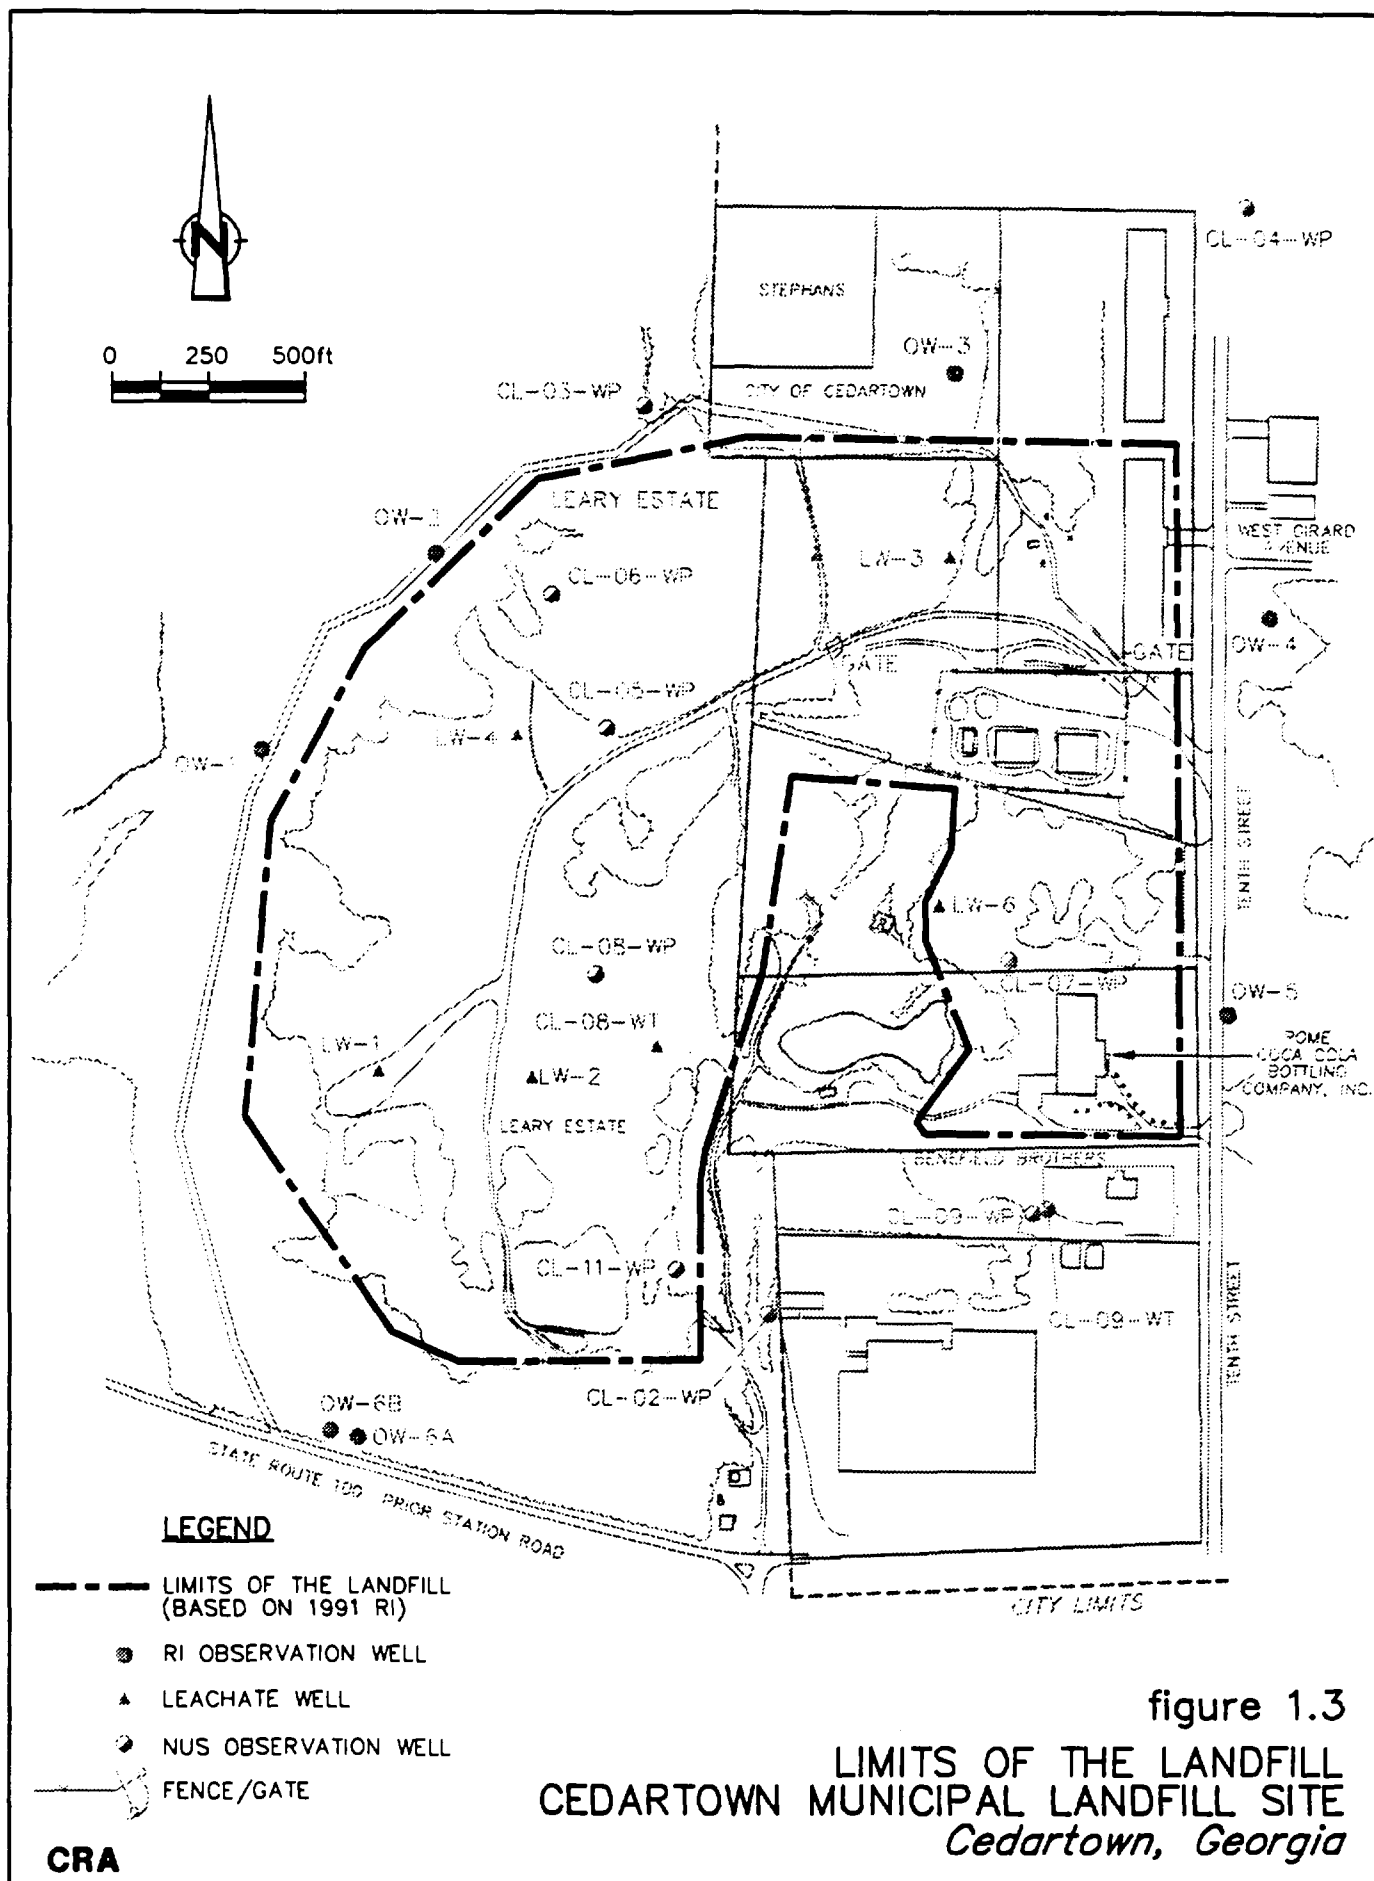 N
0 250 500ft
CL-04-WP
STEPHANS
OW-3
CL-03-WP
CITY OF CEDARTOWN
LEARY ESTATE
OW-2
WEST GIRARD
AVENUE
LW-3
CL-06-WP
OW-4
GATE
GATE
CL-05-WP
LW-4
OW-1
TENTH STREET
LW-6
CL-08-WP
CL-07-WP
OW-5
CL-08-WT
LW-1
LW-2
ROME
COCA COLA
BOTTLING
COMPANY, INC.
LEARY ESTATE
BENEFIELD BROTHERS
CL-09-WP
CL-11-WP
CL-09-WT
TENTH STREET
CL-02-WP
OW-6B
OW-6A
STATE ROUTE 100 PRIOR STATION ROAD
CITY LIMITS
LEGEND
LIMITS OF THE LANDFILL
(BASED ON 1991 RI)
RI OBSERVATION WELL
LEACHATE WELL
NUS OBSERVATION WELL
FENCE/GATE
figure 1.3
LIMITS OF THE LANDFILL
CEDARTOWN MUNICIPAL LANDFILL SITE
Cedartown, Georgia
CRA